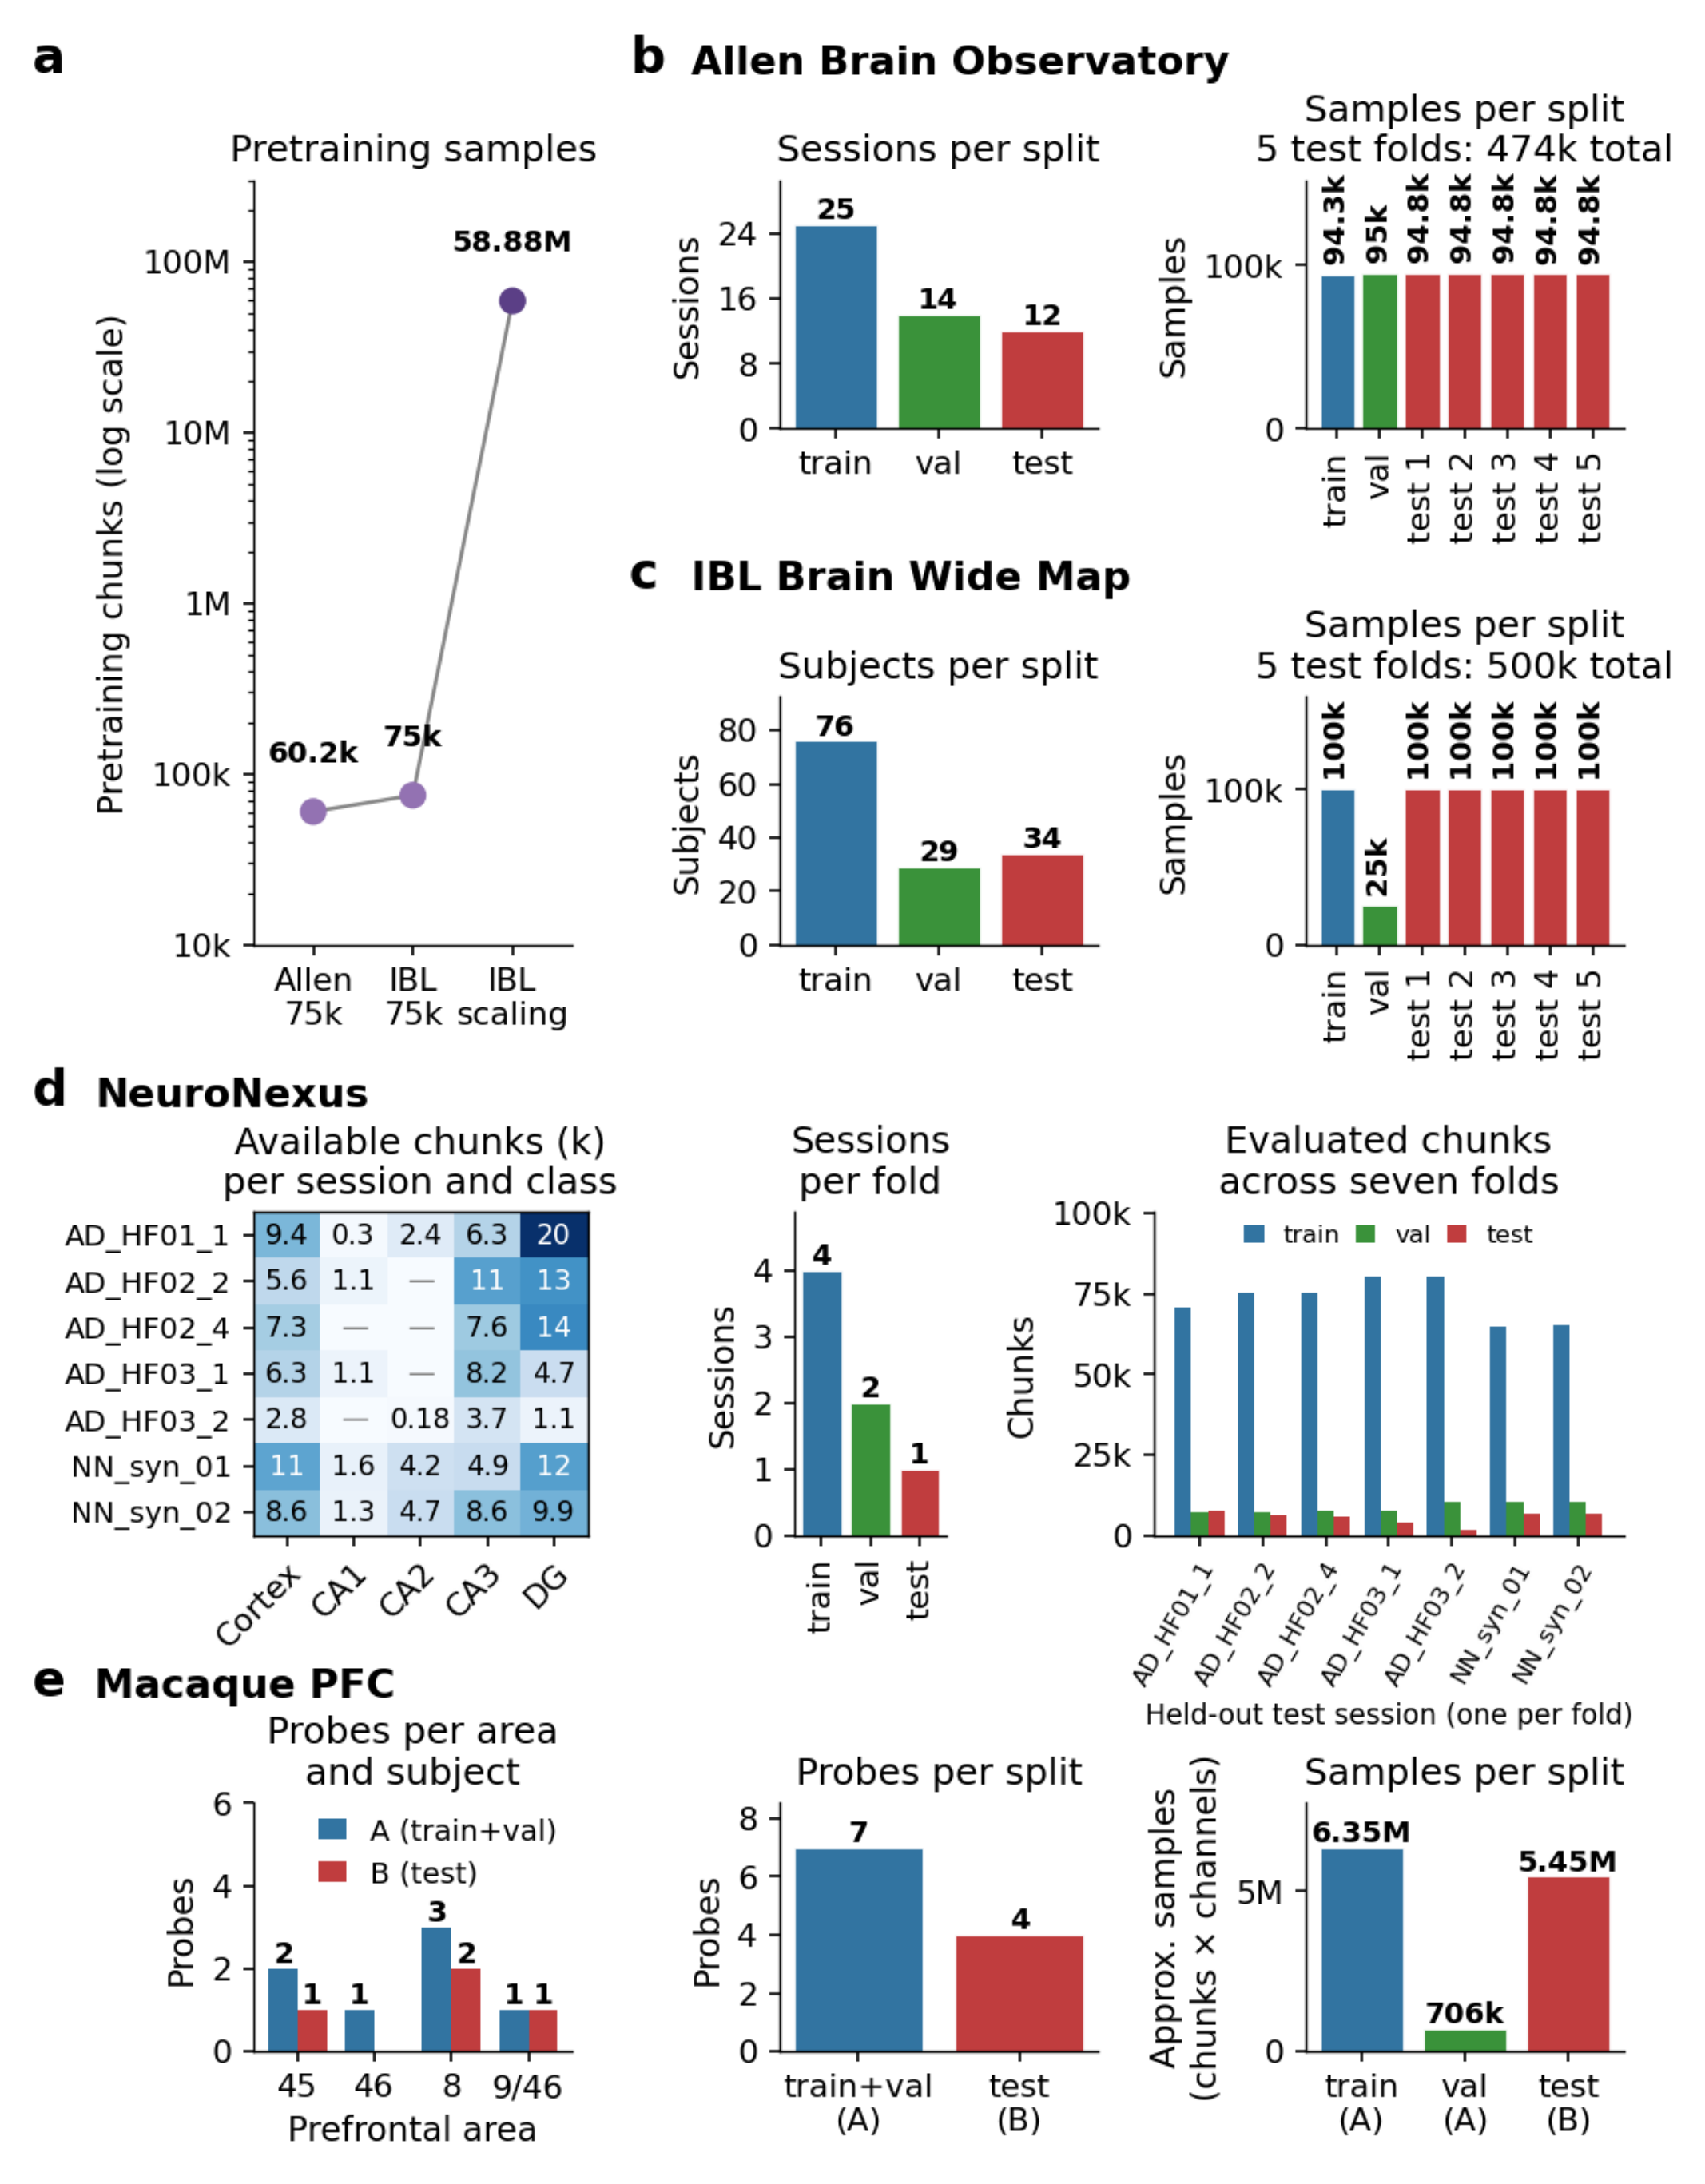 a
Pretraining samples
Pretraining chunks (log scale)
100M
10M
1M
100k
10k
60.2k
75k
58.88M
Allen
75k
IBL
75k
IBL
scaling
b Allen Brain Observatory
Sessions per split
Sessions
24
16
8
0
25
14
12
train val test
Samples per split
5 test folds: 474k total
Samples
100k
0
94.3k 95k 94.8k 94.8k 94.8k 94.8k 94.8k
train val test 1 test 2 test 3 test 4 test 5
c IBL Brain Wide Map
Subjects per split
Subjects
80
60
40
20
0
76
29
34
train val test
Samples per split
5 test folds: 500k total
Samples
100k
0
100k 25k 100k 100k 100k 100k 100k
train val test 1 test 2 test 3 test 4 test 5
d NeuroNexus
Available chunks (k)
per session and class
AD_HF01_1 9.4 0.3 2.4 6.3 20
AD_HF02_2 5.6 1.1 — 11 13
AD_HF02_4 7.3 — — 7.6 14
AD_HF03_1 6.3 1.1 — 8.2 4.7
AD_HF03_2 2.8 — 0.18 3.7 1.1
NN_syn_01 11 1.6 4.2 4.9 12
NN_syn_02 8.6 1.3 4.7 8.6 9.9
Cortex CA1 CA2 CA3 DG
Sessions
per fold
Sessions
4
3
2
1
0
4
2
1
train val test
Evaluated chunks
across seven folds
Chunks
100k
75k
50k
25k
0
train val test
AD_HF01_1 AD_HF02_2 AD_HF02_4 AD_HF03_1 AD_HF03_2 NN_syn_01 NN_syn_02
Held-out test session (one per fold)
e Macaque PFC
Probes per area
and subject
Probes
6
4
2
0
A (train+val)
B (test)
2 1 1 3 2 1 1
45 46 8 9/46
Prefrontal area
Probes per split
Probes
8
6
4
2
0
7
4
train+val
(A)
test
(B)
Samples per split
Approx. samples
(chunks × channels)
5M
0
6.35M
706k
5.45M
train
(A)
val
(A)
test
(B)